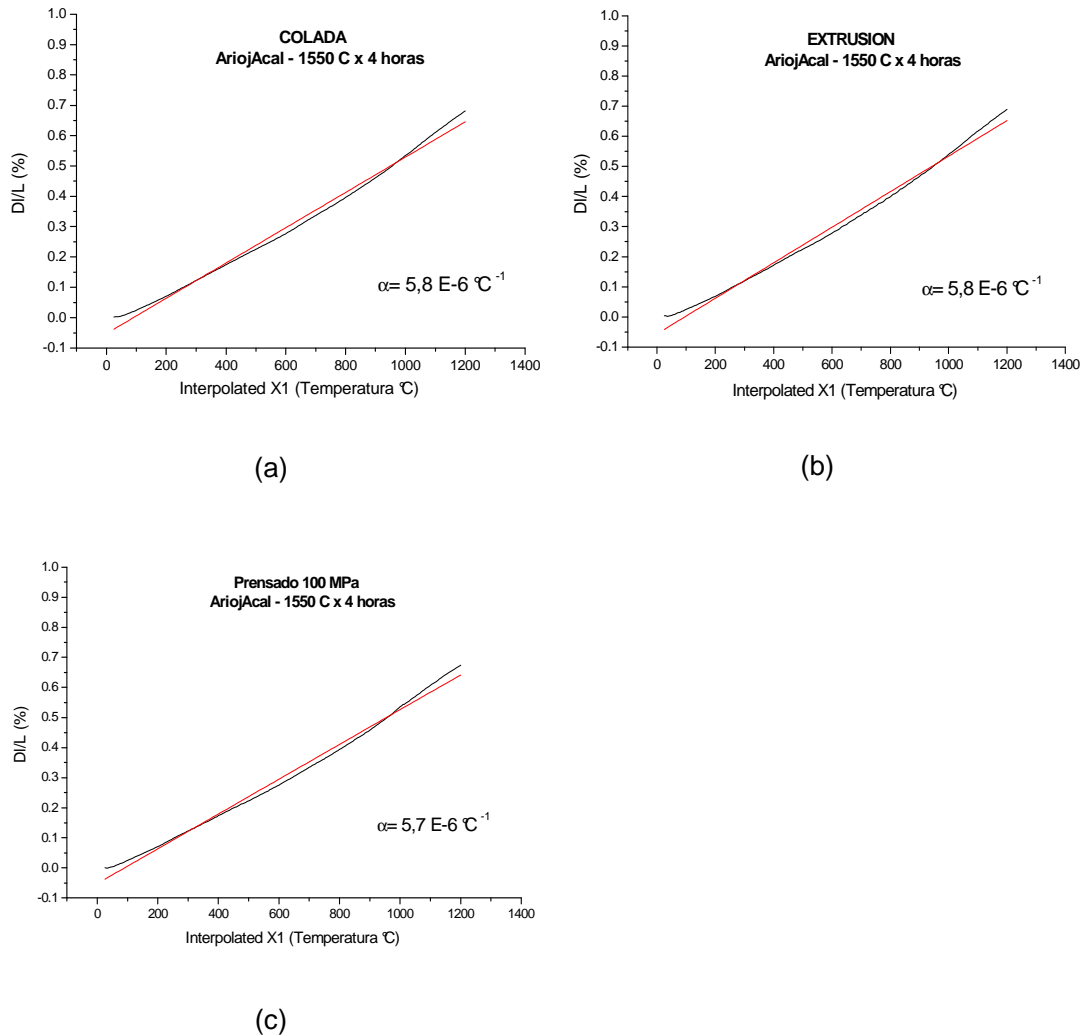 COLADA
AriojAcal - 1550 C x 4 horas
1.0
0.9
0.8
0.7
0.6
0.5
0.4
0.3
0.2
0.1
0.0
-0.1
DI/L (%)
α= 5,8 E-6 °C -1
0 200 400 600 800 1000 1200 1400
Interpolated X1 (Temperatura °C)
(a)
EXTRUSION
AriojAcal - 1550 C x 4 horas
1.0
0.9
0.8
0.7
0.6
0.5
0.4
0.3
0.2
0.1
0.0
-0.1
DI/L (%)
α= 5,8 E-6 °C -1
0 200 400 600 800 1000 1200 1400
Interpolated X1 (Temperatura °C)
(b)
Prensado 100 MPa
AriojAcal - 1550 C x 4 horas
1.0
0.9
0.8
0.7
0.6
0.5
0.4
0.3
0.2
0.1
0.0
-0.1
DI/L (%)
α= 5,7 E-6 °C -1
0 200 400 600 800 1000 1200 1400
Interpolated X1 (Temperatura °C)
(c)